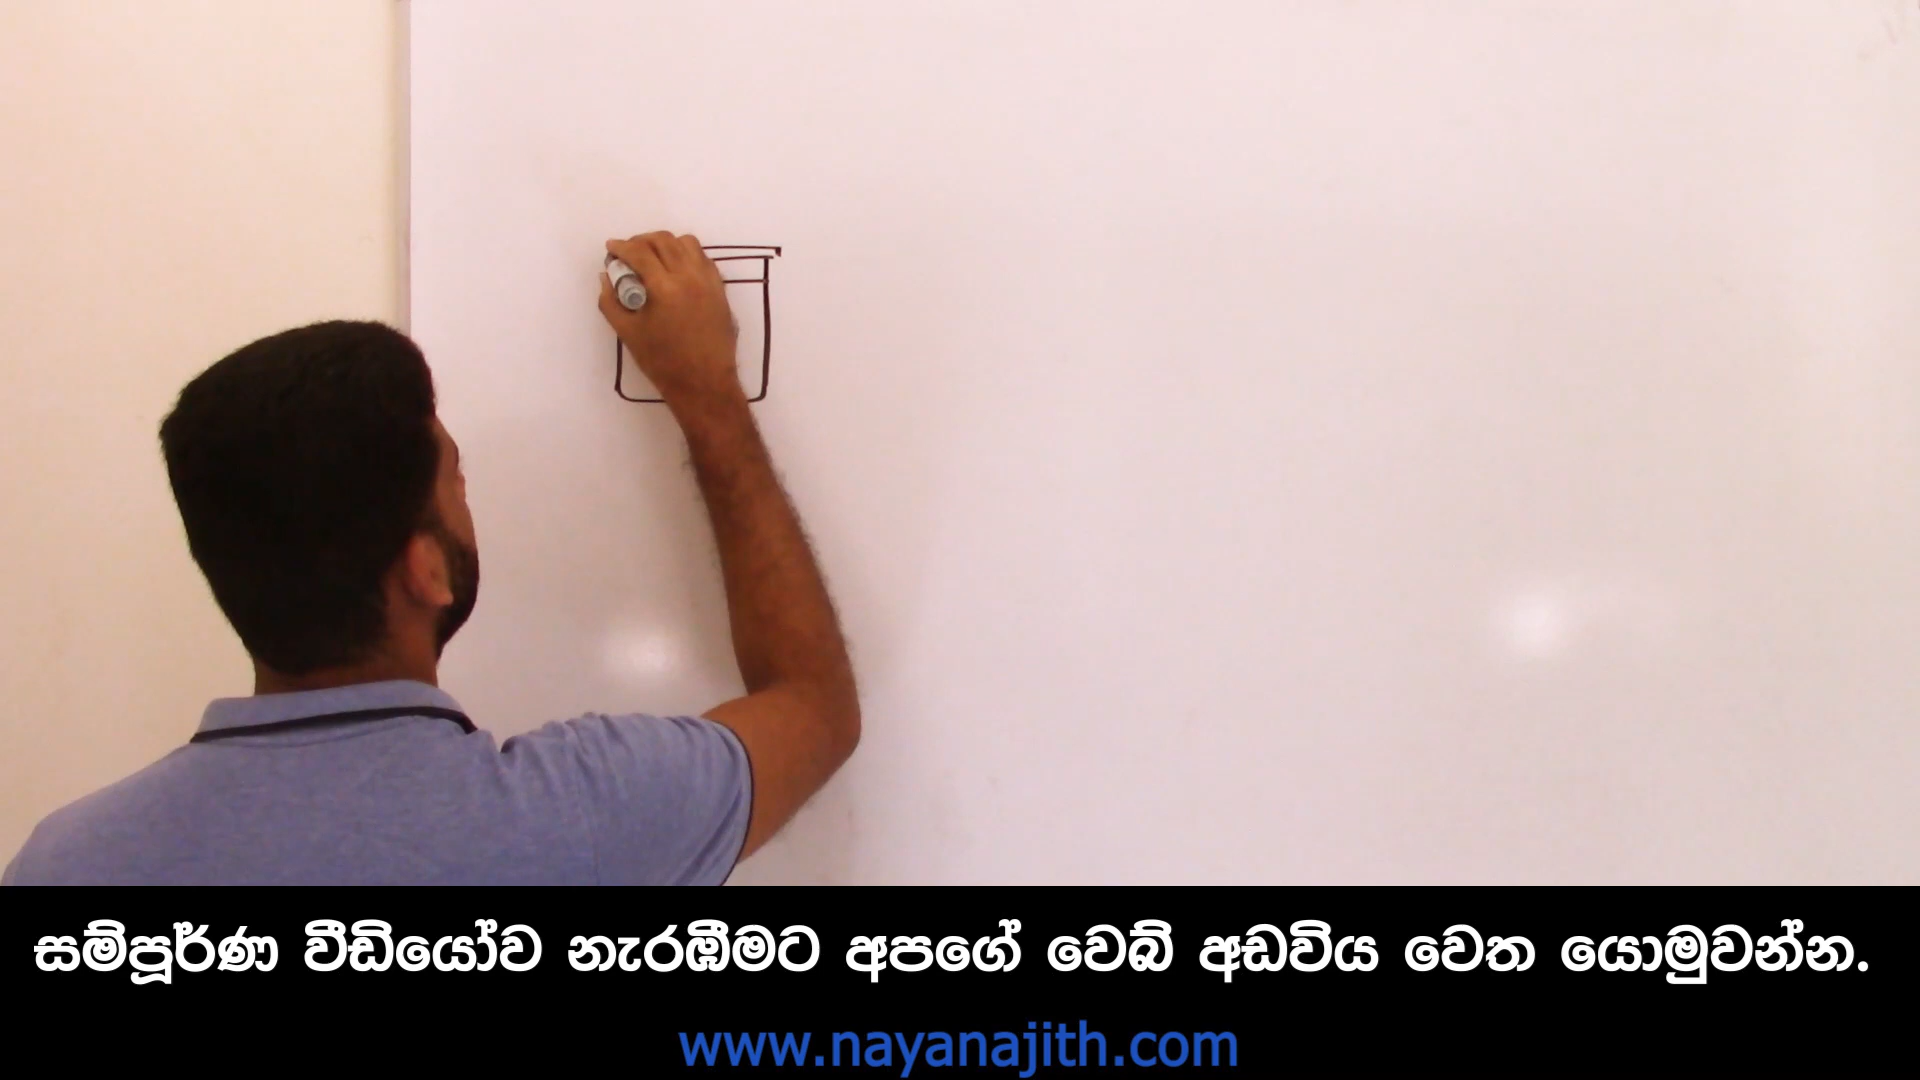 සම්පූර්ණ වීඩියෝව නැරඹීමට අපගේ වෙබ් අඩවිය වෙත යොමුවන්න.
www.nayanajith.com